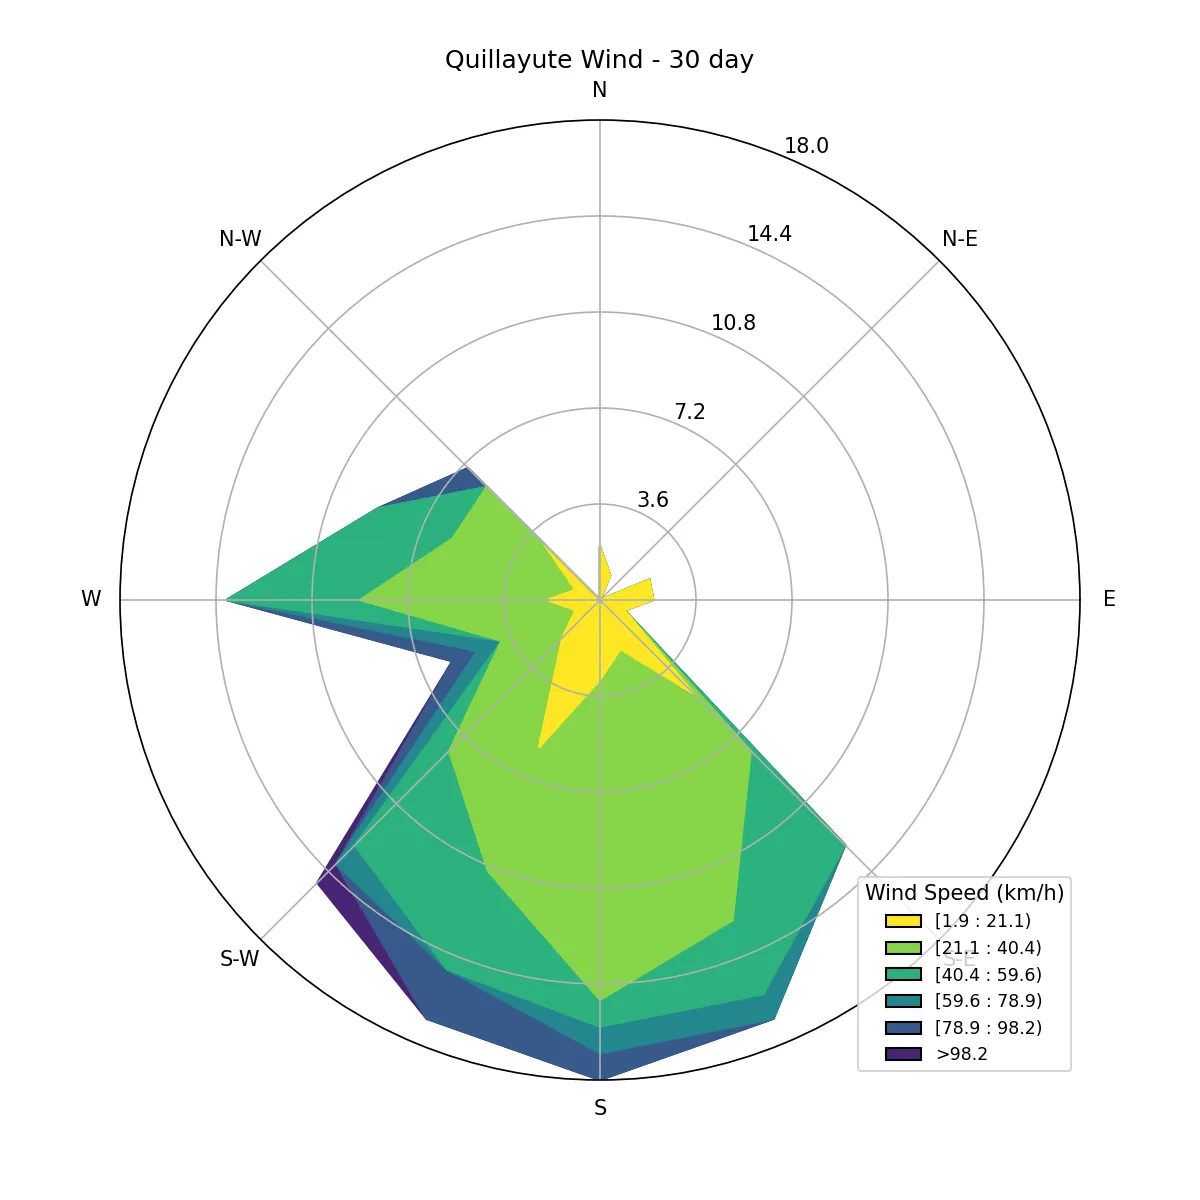 Quillayute Wind - 30 day
N
18.0
14.4
N-W
N-E
10.8
7.2
3.6
W
E
Wind Speed (km/h)
[1.9 : 21.1)
[21.1 : 40.4)
S-W
S-E
[40.4 : 59.6)
[59.6 : 78.9)
[78.9 : 98.2)
>98.2
S